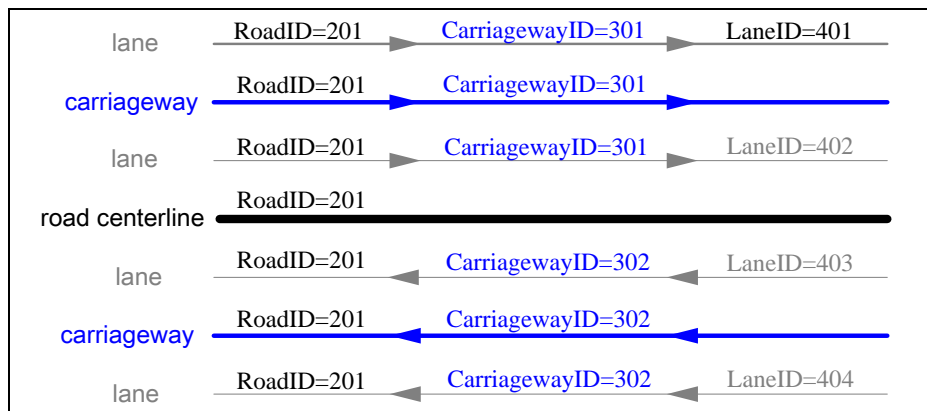 lane RoadID=201 CarriagewayID=301 LaneID=401
carriageway RoadID=201 CarriagewayID=301
lane RoadID=201 CarriagewayID=301 LaneID=402
road centerline RoadID=201
lane RoadID=201 CarriagewayID=302 LaneID=403
carriageway RoadID=201 CarriagewayID=302
lane RoadID=201 CarriagewayID=302 LaneID=404